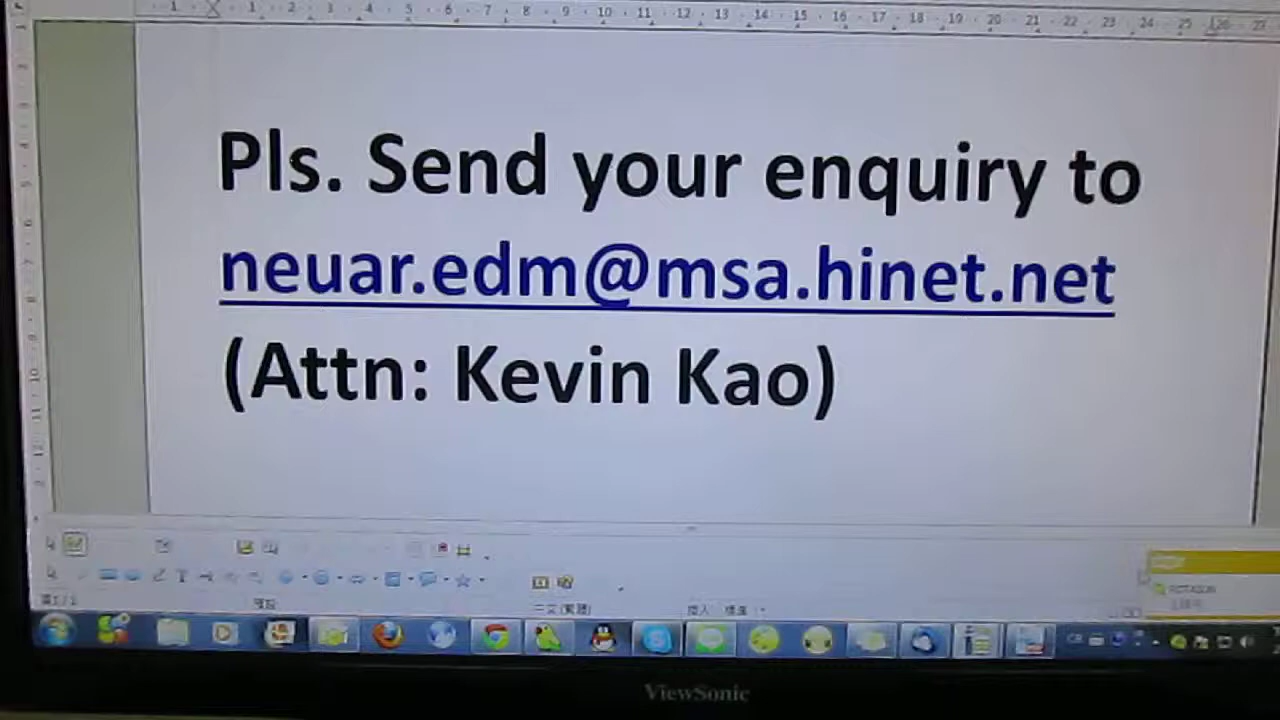 Pls. Send your enquiry to
neuar.edm@msa.hinet.net
(Attn: Kevin Kao)
ViewSonic